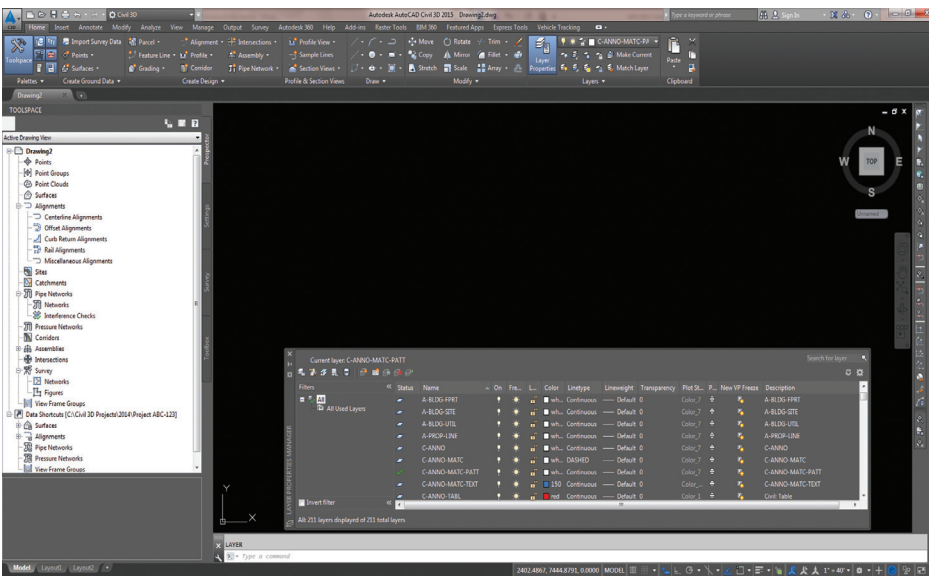 Civil 3D
Autodesk AutoCAD Civil 3D 2015 Drawing2.dwg
Type a keyword or phrase
Sign In
Home Insert Annotate Modify Analyze View Manage Output Survey Autodesk 360 Help Add-ins Raster Tools BIM 360 Featured Apps Express Tools Vehicle Tracking
Import Survey Data Parcel Alignment Intersections Profile View Move Rotate Trim C-ANNO-MATC-PA
Points Feature Line Profile Assembly Sample Lines Copy Mirror Fillet Make Current
Surfaces Grading Corridor Pipe Network Section Views Stretch Scale Array Match Layer
Toolspace
Layer Properties
Paste
Palettes Create Ground Data Create Design Profile & Section Views Draw Modify Layers Clipboard
Drawing2
TOOLSPACE
Active Drawing View
Drawing2
Points
Point Groups
Point Clouds
Surfaces
Alignments
Centerline Alignments
Offset Alignments
Curb Return Alignments
Rail Alignments
Miscellaneous Alignments
Sites
Catchments
Pipe Networks
Networks
Interference Checks
Pressure Networks
Corridors
Assemblies
Intersections
Survey
Networks
Figures
View Frame Groups
Data Shortcuts [C:\Civil 3D Projects\2014\Project ABC-123]
Surfaces
Alignments
Pipe Networks
Pressure Networks
View Frame Groups
Prospector
Settings
Survey
Toolbox
N
W TOP E
S
Unnamed
Current layer: C-ANNO-MATC-PATT
Search for layer
Filters
All
All Used Layers
Invert filter
Status Name On Fre... L... Color Linetype Lineweight Transparency Plot St... P... New VP Freeze Description
A-BLDG-FPRT wh... Continuous Default 0 Color_7 A-BLDG-FPRT
A-BLDG-SITE wh... Continuous Default 0 Color_7 A-BLDG-SITE
A-BLDG-UTIL wh... Continuous Default 0 Color_7 A-BLDG-UTIL
A-PROP-LINE wh... Continuous Default 0 Color_7 A-PROP-LINE
C-ANNO wh... Continuous Default 0 Color_7 C-ANNO
C-ANNO-MATC wh... DASHED Default 0 Color_7 C-ANNO-MATC
C-ANNO-MATC-PATT wh... Continuous Default 0 Color_7 C-ANNO-MATC-PATT
C-ANNO-MATC-TEXT 150 Continuous Default 0 Color_... C-ANNO-MATC-TEXT
C-ANNO-TABL red Continuous Default 0 Color_1 Civil Table
All: 211 layers displayed of 211 total layers
LAYER PROPERTIES MANAGER
Y
X
LAYER
Type a command
Model Layout1 Layout2
2402.4867, 7444.8791, 0.0000 MODEL 1" = 40'